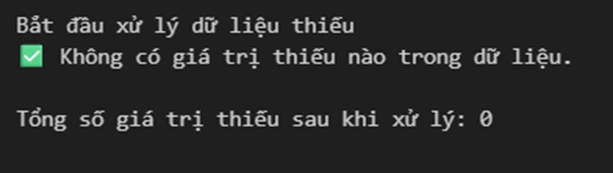 Bắt đầu xử lý dữ liệu thiếu
✅ Không có giá trị thiếu nào trong dữ liệu.
Tổng số giá trị thiếu sau khi xử lý: 0